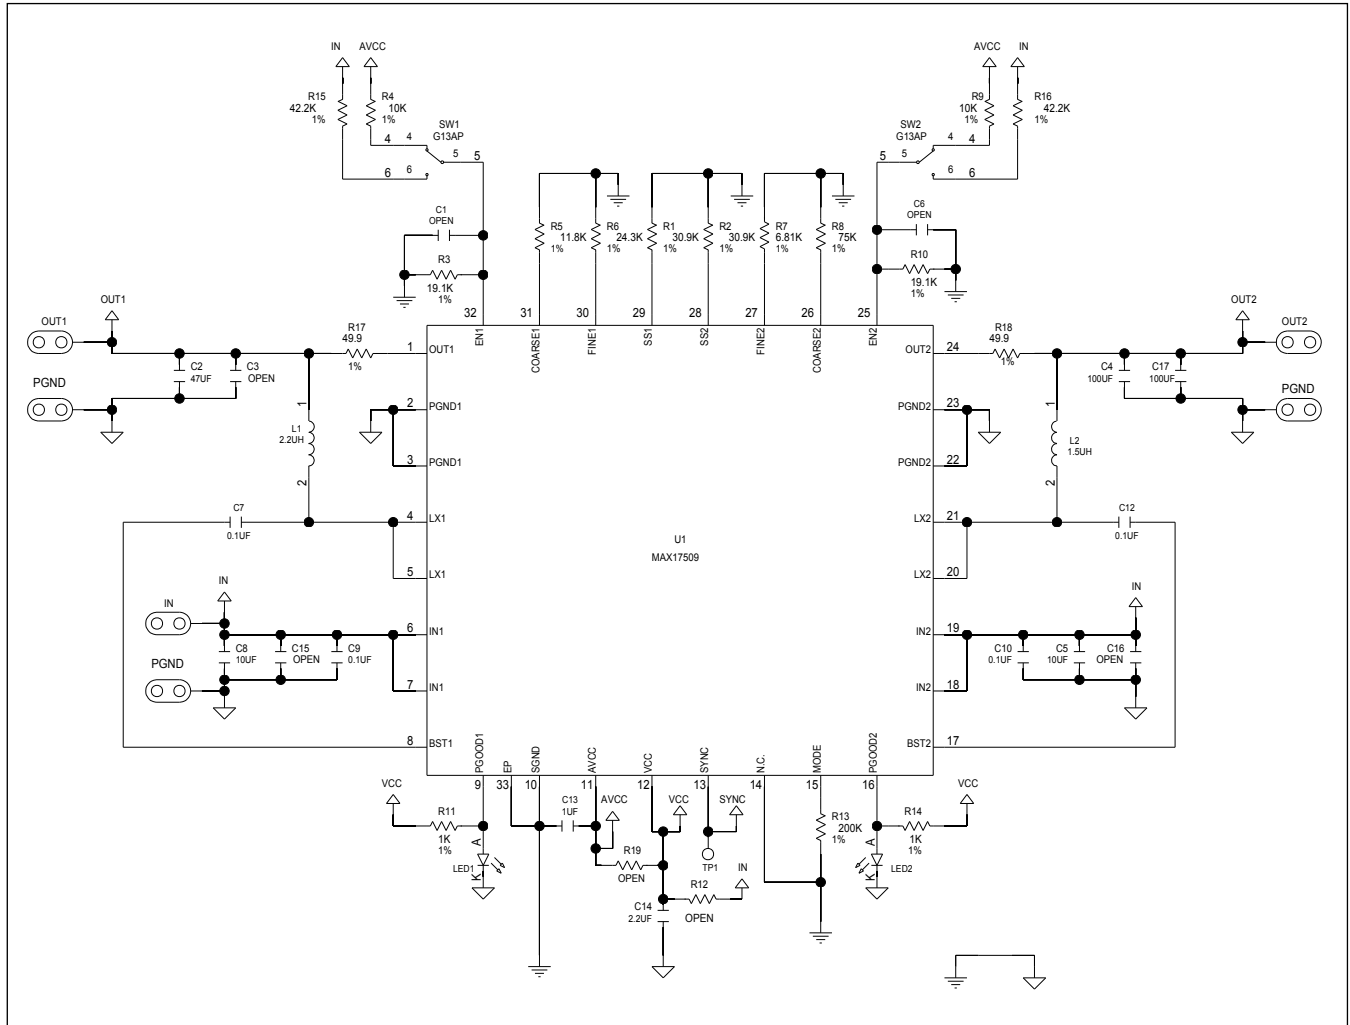 IN AVCC
R15 42.2K 1%
R4 10K 1%
SW1 G13AP
4 4
5 5
6 6
AVCC IN
R9 10K 1%
R16 42.2K 1%
SW2 G13AP
5 5
4 4
6 6
C1 OPEN
R3 19.1K 1%
R5 11.8K 1%
R6 24.3K 1%
R1 30.9K 1%
R2 30.9K 1%
R7 6.81K 1%
R8 75K 1%
C6 OPEN
R10 19.1K 1%
32 31 30 29 28 27 26 25
EN1 COARSE1 FINE1 SS1 SS2 FINE2 COARSE2 EN2
OUT1
OUT1
PGND
C2 47UF
C3 OPEN
R17 49.9 1%
1 OUT1
2 PGND1
3 PGND1
1
L1 2.2UH
2
C7 0.1UF
4 LX1
5 LX1
IN
IN
PGND
C8 10UF
C15 OPEN
C9 0.1UF
6 IN1
7 IN1
8 BST1
U1
MAX17509
OUT2 24
PGND2 23
PGND2 22
LX2 21
LX2 20
IN2 19
IN2 18
BST2 17
R18 49.9 1%
C4 100UF
C17 100UF
OUT2
OUT2
PGND
1
L2 1.5UH
2
C12 0.1UF
IN
C10 0.1UF
C5 10UF
C16 OPEN
PGOOD1 EP SGND AVCC VCC SYNC N.C. MODE PGOOD2
9 33 10 11 12 13 14 15 16
VCC
R11 1K 1%
A
K
LED1
C13 1UF
AVCC
R19 OPEN
VCC
SYNC
TP1
R12 OPEN
IN
C14 2.2UF
R13 200K 1%
R14 1K 1%
VCC
A
K
LED2